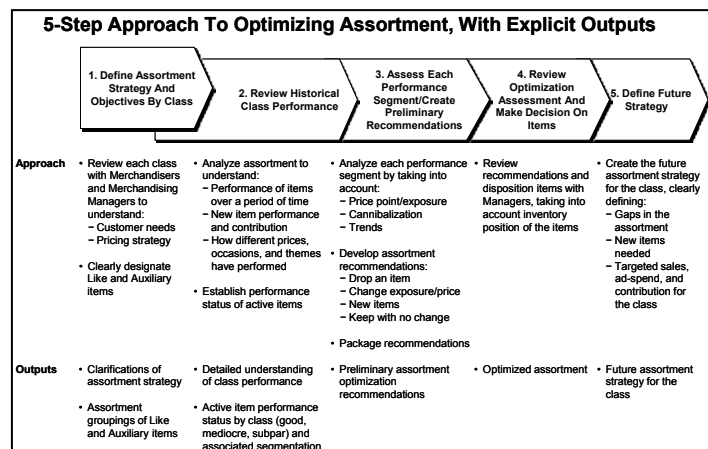 5-Step Approach To Optimizing Assortment, With Explicit Outputs
1. Define Assortment
Strategy And
Objectives By Class
2. Review Historical
Class Performance
3. Assess Each
Performance
Segment/Create
Preliminary
Recommendations
4. Review
Optimization
Assessment And
Make Decision On
Items
5. Define Future
Strategy
Approach
• Review each class
with Merchandisers
and Merchandising
Managers to
understand:
− Customer needs
− Pricing strategy
• Clearly designate
Like and Auxiliary
items
• Analyze assortment to
understand:
− Performance of items
over a period of time
− New item performance
and contribution
− How different prices,
occasions, and themes
have performed
• Establish performance
status of active items
• Analyze each performance
segment by taking into
account:
− Price point/exposure
− Cannibalization
− Trends
• Develop assortment
recommendations:
− Drop an item
− Change exposure/price
− New items
− Keep with no change
• Package recommendations
• Review
recommendations and
disposition items with
Managers, taking into
account inventory
position of the items
• Create the future
assortment strategy
for the class, clearly
defining:
− Gaps in the
assortment
− New items
needed
− Targeted sales,
ad-spend, and
contribution for
the class
Outputs
• Clarifications of
assortment strategy
• Assortment
groupings of Like
and Auxiliary items
• Detailed understanding
of class performance
• Active item performance
status by class (good,
mediocre, subpar) and
associated segmentation
• Preliminary assortment
optimization
recommendations
• Optimized assortment
• Future assortment
strategy for the
class